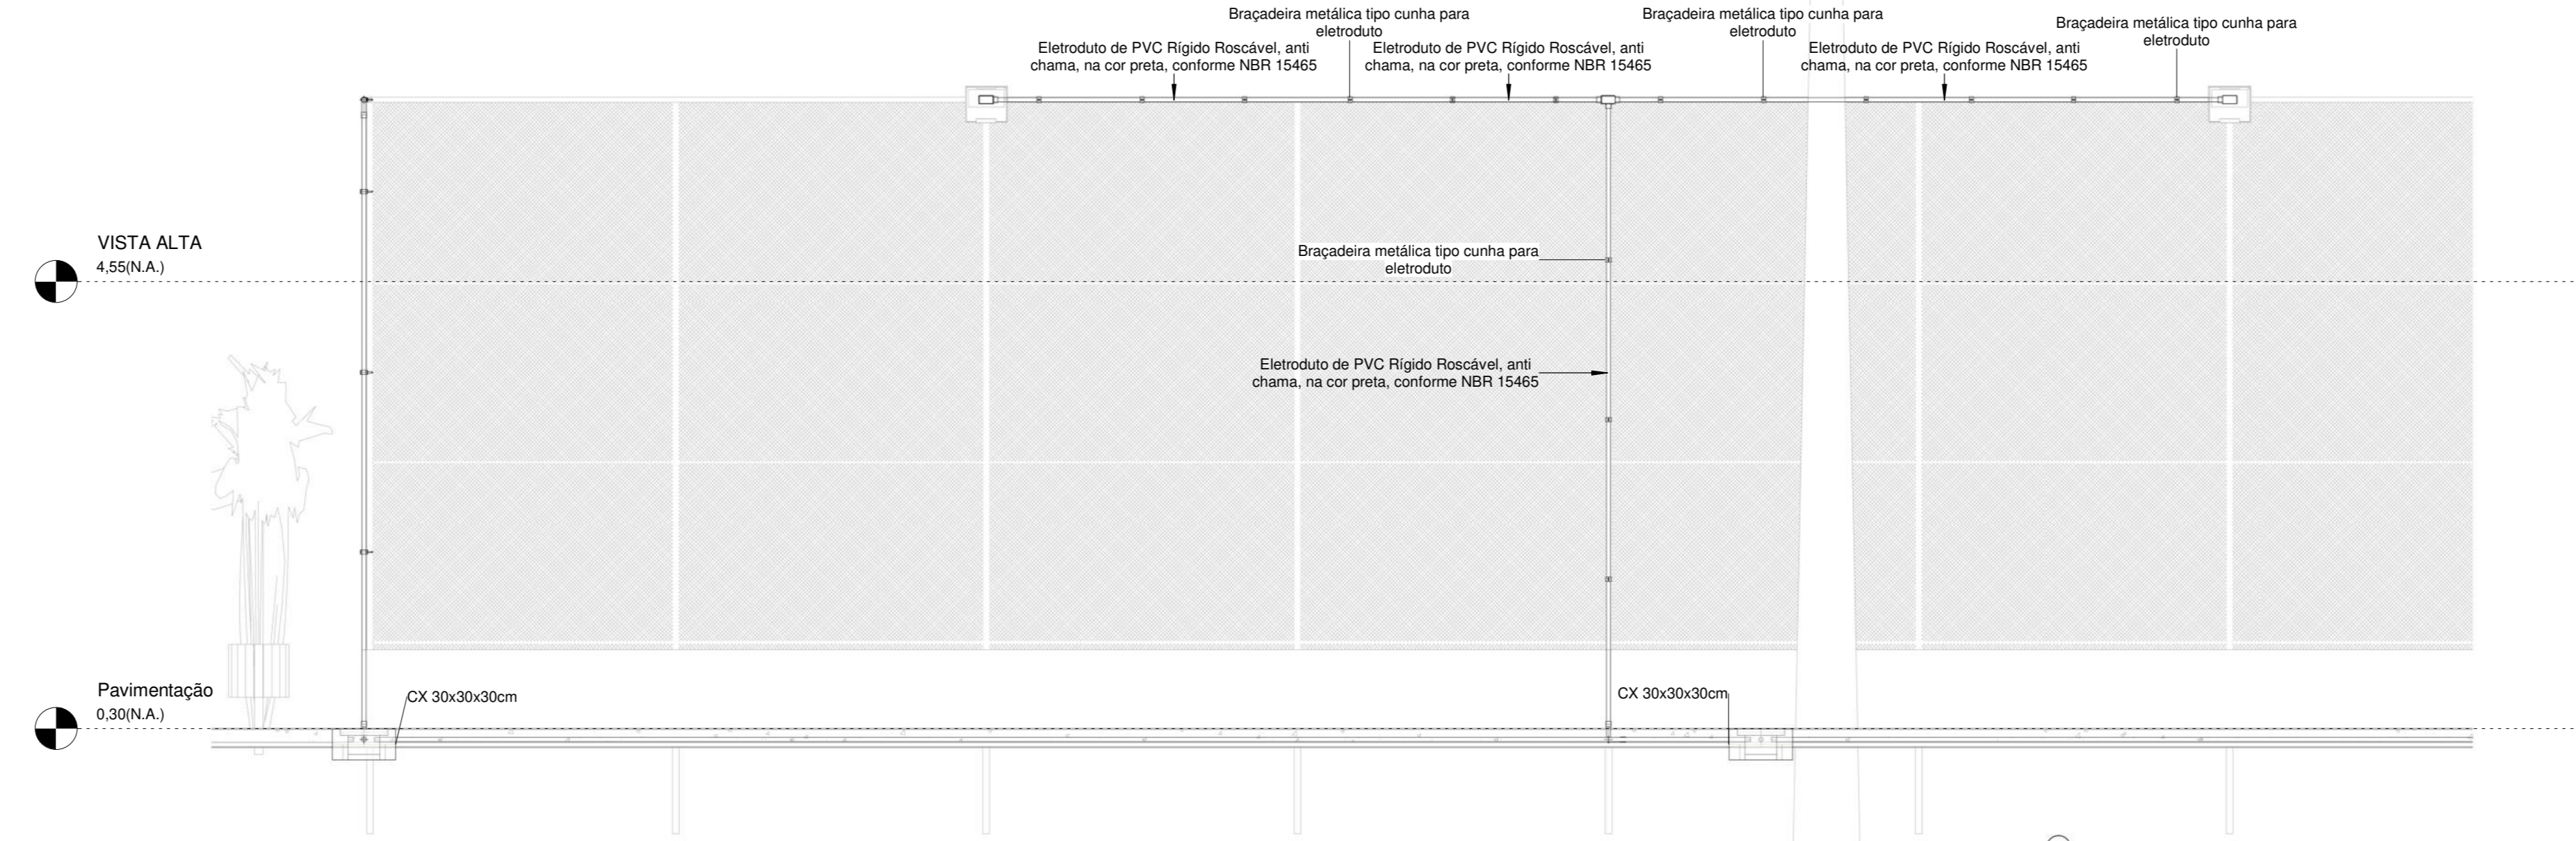 Braçadeira metálica tipo cunha para
eletroduto
Braçadeira metálica tipo cunha para
eletroduto
Braçadeira metálica tipo cunha para
eletroduto
Eletroduto de PVC Rígido Roscável, anti
chama, na cor preta, conforme NBR 15465
Eletroduto de PVC Rígido Roscável, anti
chama, na cor preta, conforme NBR 15465
Eletroduto de PVC Rígido Roscável, anti
chama, na cor preta, conforme NBR 15465
VISTA ALTA
4,55(N.A.)
Braçadeira metálica tipo cunha para
eletroduto
Eletroduto de PVC Rígido Roscável, anti
chama, na cor preta, conforme NBR 15465
Pavimentação
0,30(N.A.)
CX 30x30x30cm
CX 30x30x30cm